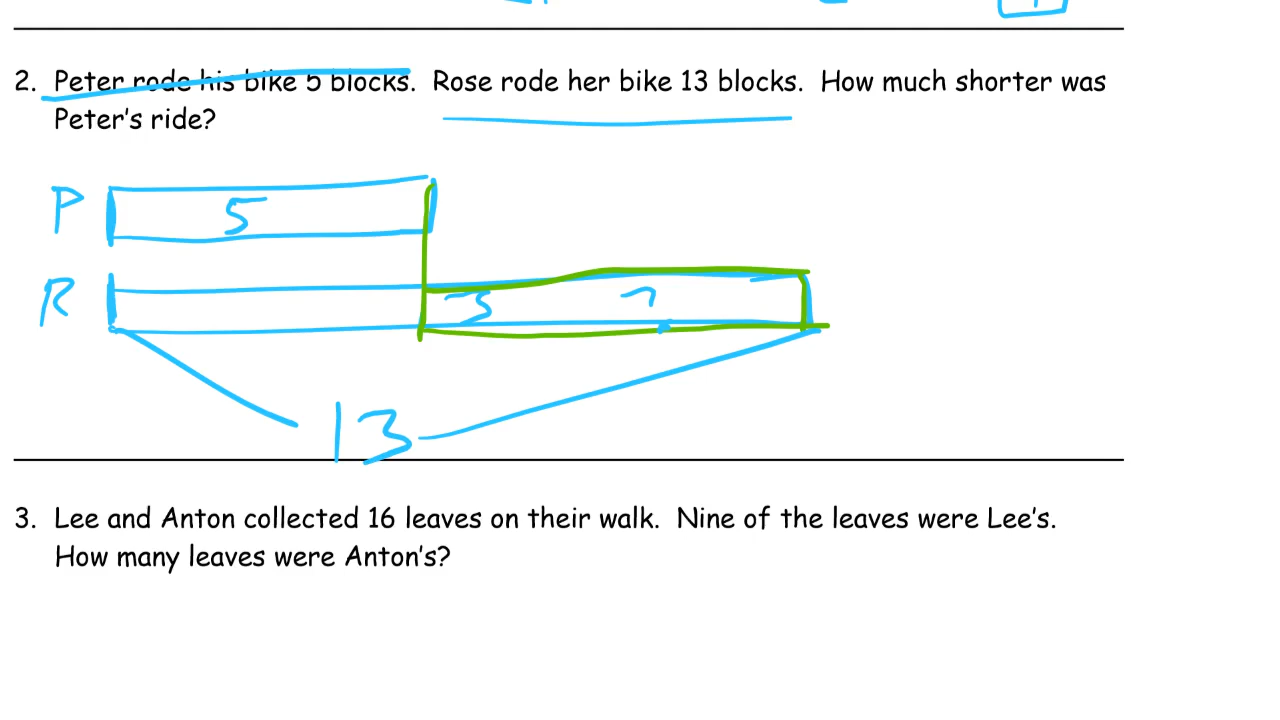 2. Peter rode his bike 5 blocks. Rose rode her bike 13 blocks. How much shorter was
Peter's ride?
P 5
R 3 ?
13
3. Lee and Anton collected 16 leaves on their walk. Nine of the leaves were Lee's.
How many leaves were Anton's?